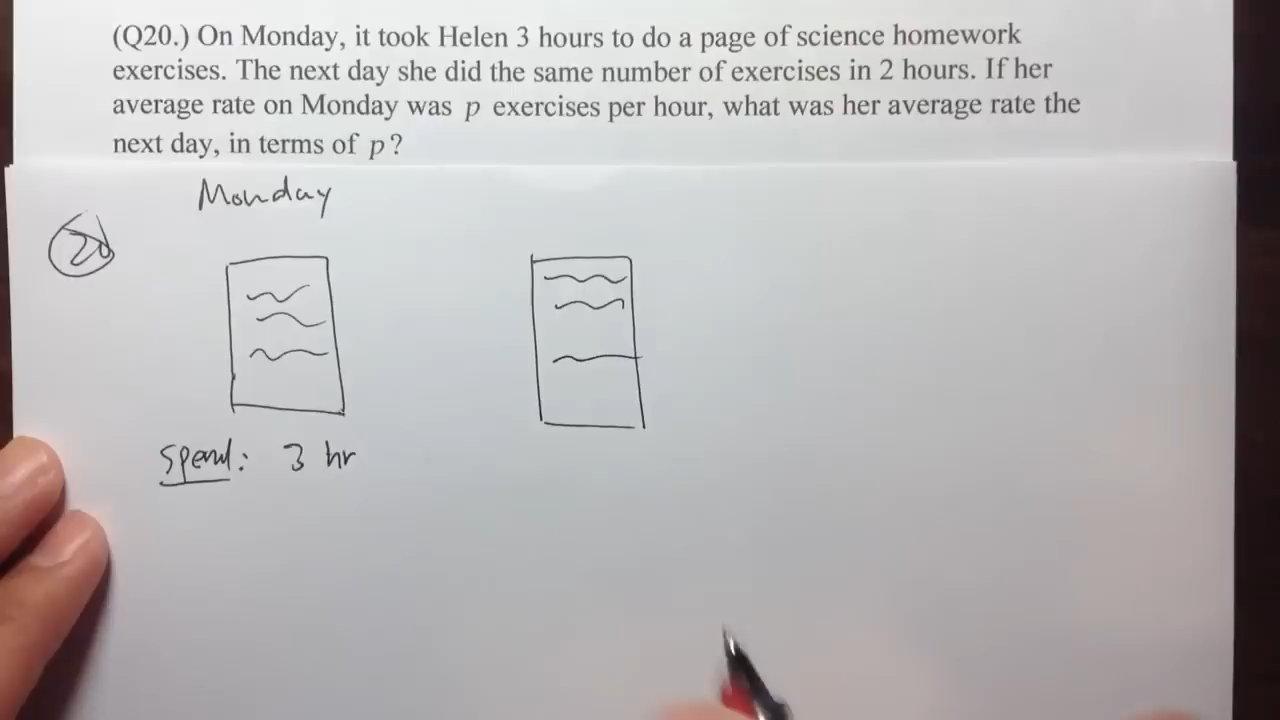 (Q20.) On Monday, it took Helen 3 hours to do a page of science homework
exercises. The next day she did the same number of exercises in 2 hours. If her
average rate on Monday was p exercises per hour, what was her average rate the
next day, in terms of p?
Monday
20
Spend: 3 hr